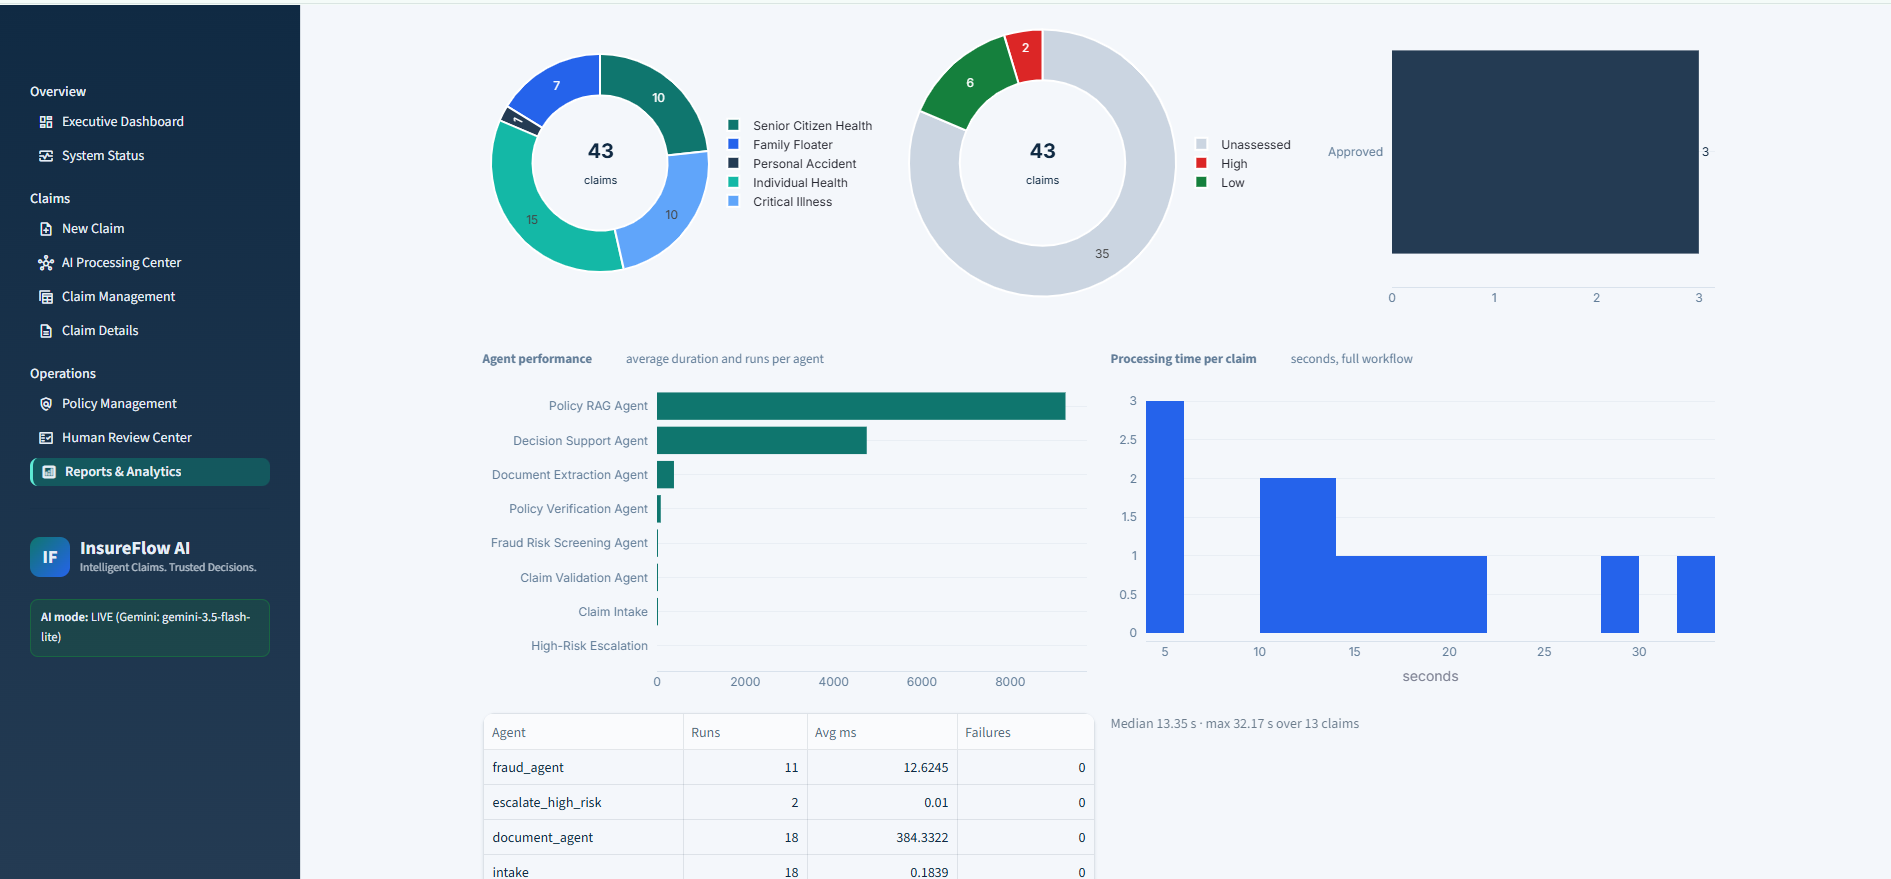 Overview
Executive Dashboard
System Status
Claims
New Claim
AI Processing Center
Claim Management
Claim Details
Operations
Policy Management
Human Review Center
Reports & Analytics
IF
InsureFlow AI
Intelligent Claims. Trusted Decisions.
AI mode: LIVE (Gemini: gemini-3.5-flash-
lite)
7
10
1
43
claims
15
10
Senior Citizen Health
Family Floater
Personal Accident
Individual Health
Critical Illness
2
6
43
claims
35
Unassessed
High
Low
Approved
3
0 1 2 3
Agent performance average duration and runs per agent
Policy RAG Agent
Decision Support Agent
Document Extraction Agent
Policy Verification Agent
Fraud Risk Screening Agent
Claim Validation Agent
Claim Intake
High-Risk Escalation
0 2000 4000 6000 8000
Processing time per claim seconds, full workflow
3
2.5
2
1.5
1
0.5
0
5 10 15 20 25 30
seconds
Agent Runs Avg ms Failures
fraud_agent 11 12.6245 0
escalate_high_risk 2 0.01 0
document_agent 18 384.3322 0
intake 18 0.1839 0
Median 13.35 s · max 32.17 s over 13 claims